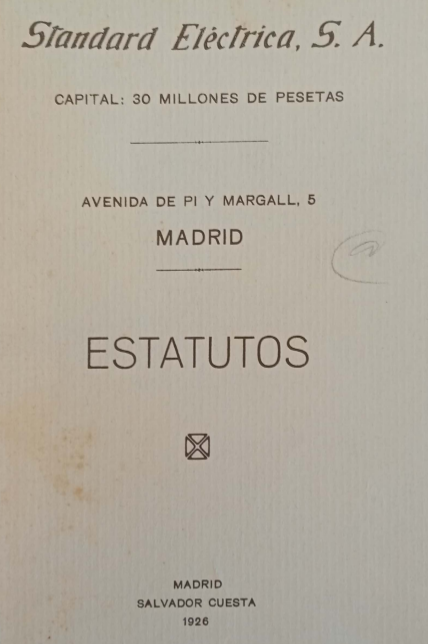 Standard Eléctrica, S. A.
CAPITAL: 30 MILLONES DE PESETAS
AVENIDA DE PI Y MARGALL, 5
MADRID
ESTATUTOS
MADRID
SALVADOR CUESTA
1926